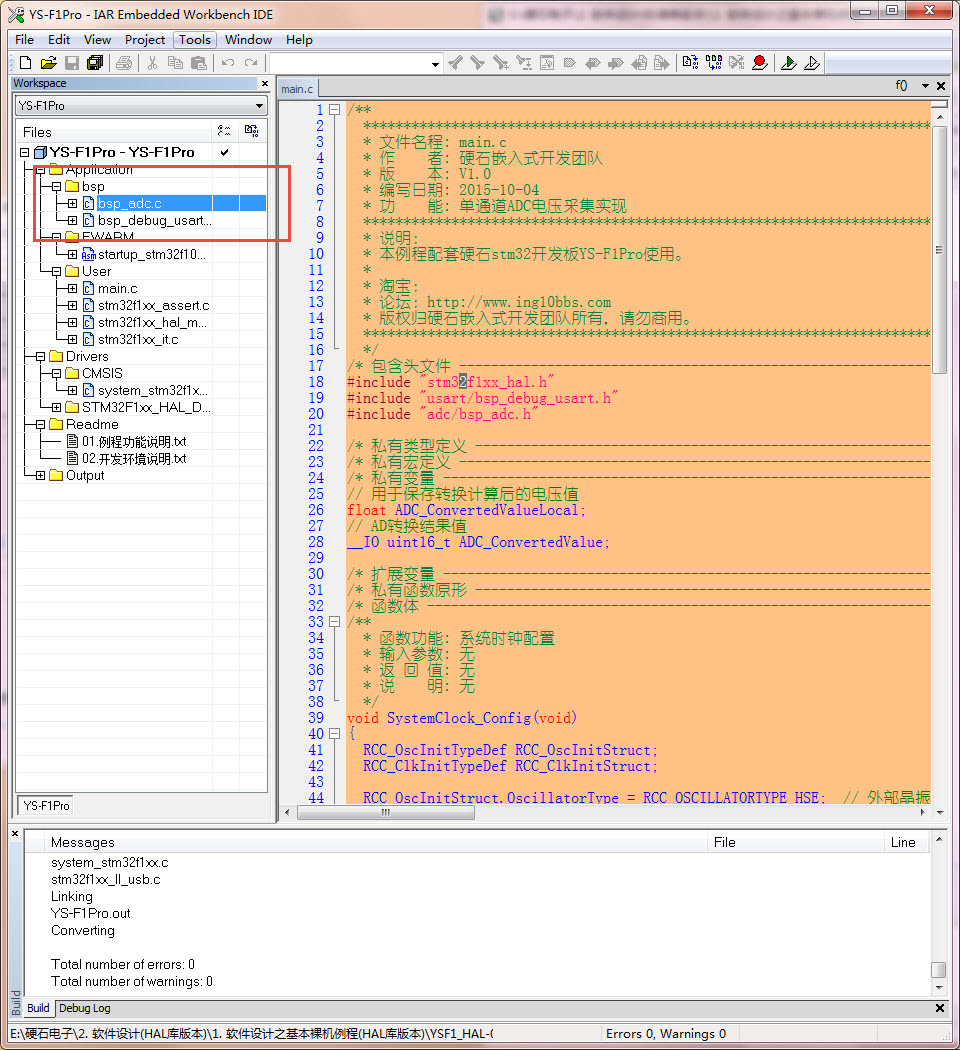 YS-F1Pro - IAR Embedded Workbench IDE
File Edit View Project Tools Window Help
Workspace
YS-F1Pro
Files
YS-F1Pro - YS-F1Pro
Application
bsp
bsp_adc.c
bsp_debug_usart...
EWARM
startup_stm32f10...
User
main.c
stm32f1xx_assert.c
stm32f1xx_hal_m...
stm32f1xx_it.c
Drivers
CMSIS
system_stm32f1x...
STM32F1xx_HAL_D...
Readme
01.例程功能说明.txt
02.开发环境说明.txt
Output
YS-F1Pro
main.c
f()
1 /**
2 ******************************************************************************
3 * 文件名程: main.c
4 * 作 者: 硬石嵌入式开发团队
5 * 版 本: V1.0
6 * 编写日期: 2015-10-04
7 * 功 能: 单通道ADC电压采集实现
8 ******************************************************************************
9 * 说明:
10 * 本例程配套硬石stm32开发板YS-F1Pro使用。
11 *
12 * 淘宝:
13 * 论坛: http://www.ing10bbs.com
14 * 版权归硬石嵌入式开发团队所有，请勿商用。
15 ******************************************************************************
16 */
17 /* 包含头文件 ----------------------------------------------------------
18 #include "stm32f1xx_hal.h"
19 #include "usart/bsp_debug_usart.h"
20 #include "adc/bsp_adc.h"
21
22 /* 私有类型定义 --------------------------------------------------------
23 /* 私有宏定义 ----------------------------------------------------------
24 /* 私有变量 ------------------------------------------------------------
25 // 用于保存转换计算后的电压值
26 float ADC_ConvertedValueLocal;
27 // AD转换结果值
28 __IO uint16_t ADC_ConvertedValue;
29
30 /* 扩展变量 ------------------------------------------------------------
31 /* 私有函数原形 --------------------------------------------------------
32 /* 函数体 --------------------------------------------------------------
33 /**
34 * 函数功能: 系统时钟配置
35 * 输入参数: 无
36 * 返 回 值: 无
37 * 说 明: 无
38 */
39 void SystemClock_Config(void)
40 {
41 RCC_OscInitTypeDef RCC_OscInitStruct;
42 RCC_ClkInitTypeDef RCC_ClkInitStruct;
43
44 RCC_OscInitStruct.OscillatorType = RCC_OSCILLATORTYPE_HSE; // 外部晶振
Messages File Line
system_stm32f1xx.c
stm32f1xx_ll_usb.c
Linking
YS-F1Pro.out
Converting
Total number of errors: 0
Total number of warnings: 0
Build
Build Debug Log
E:\硬石电子\2. 软件设计(HAL库版本)\1. 软件设计之基本裸机例程(HAL库版本)\YSF1_HAL-0
Errors 0, Warnings 0